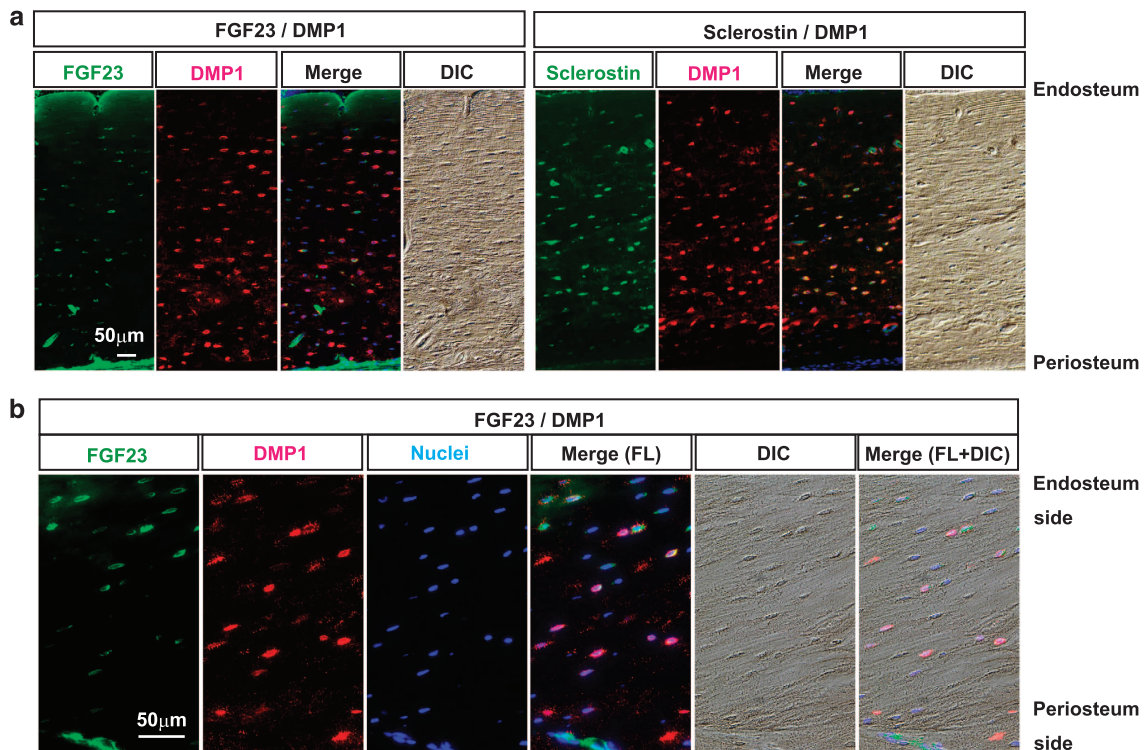 a
FGF23 / DMP1
FGF23 DMP1 Merge DIC
Sclerostin / DMP1
Sclerostin DMP1 Merge DIC
Endosteum
50μm
Periosteum
b
FGF23 / DMP1
FGF23 DMP1 Nuclei Merge (FL) DIC Merge (FL+DIC)
Endosteum
side
50μm
Periosteum
side